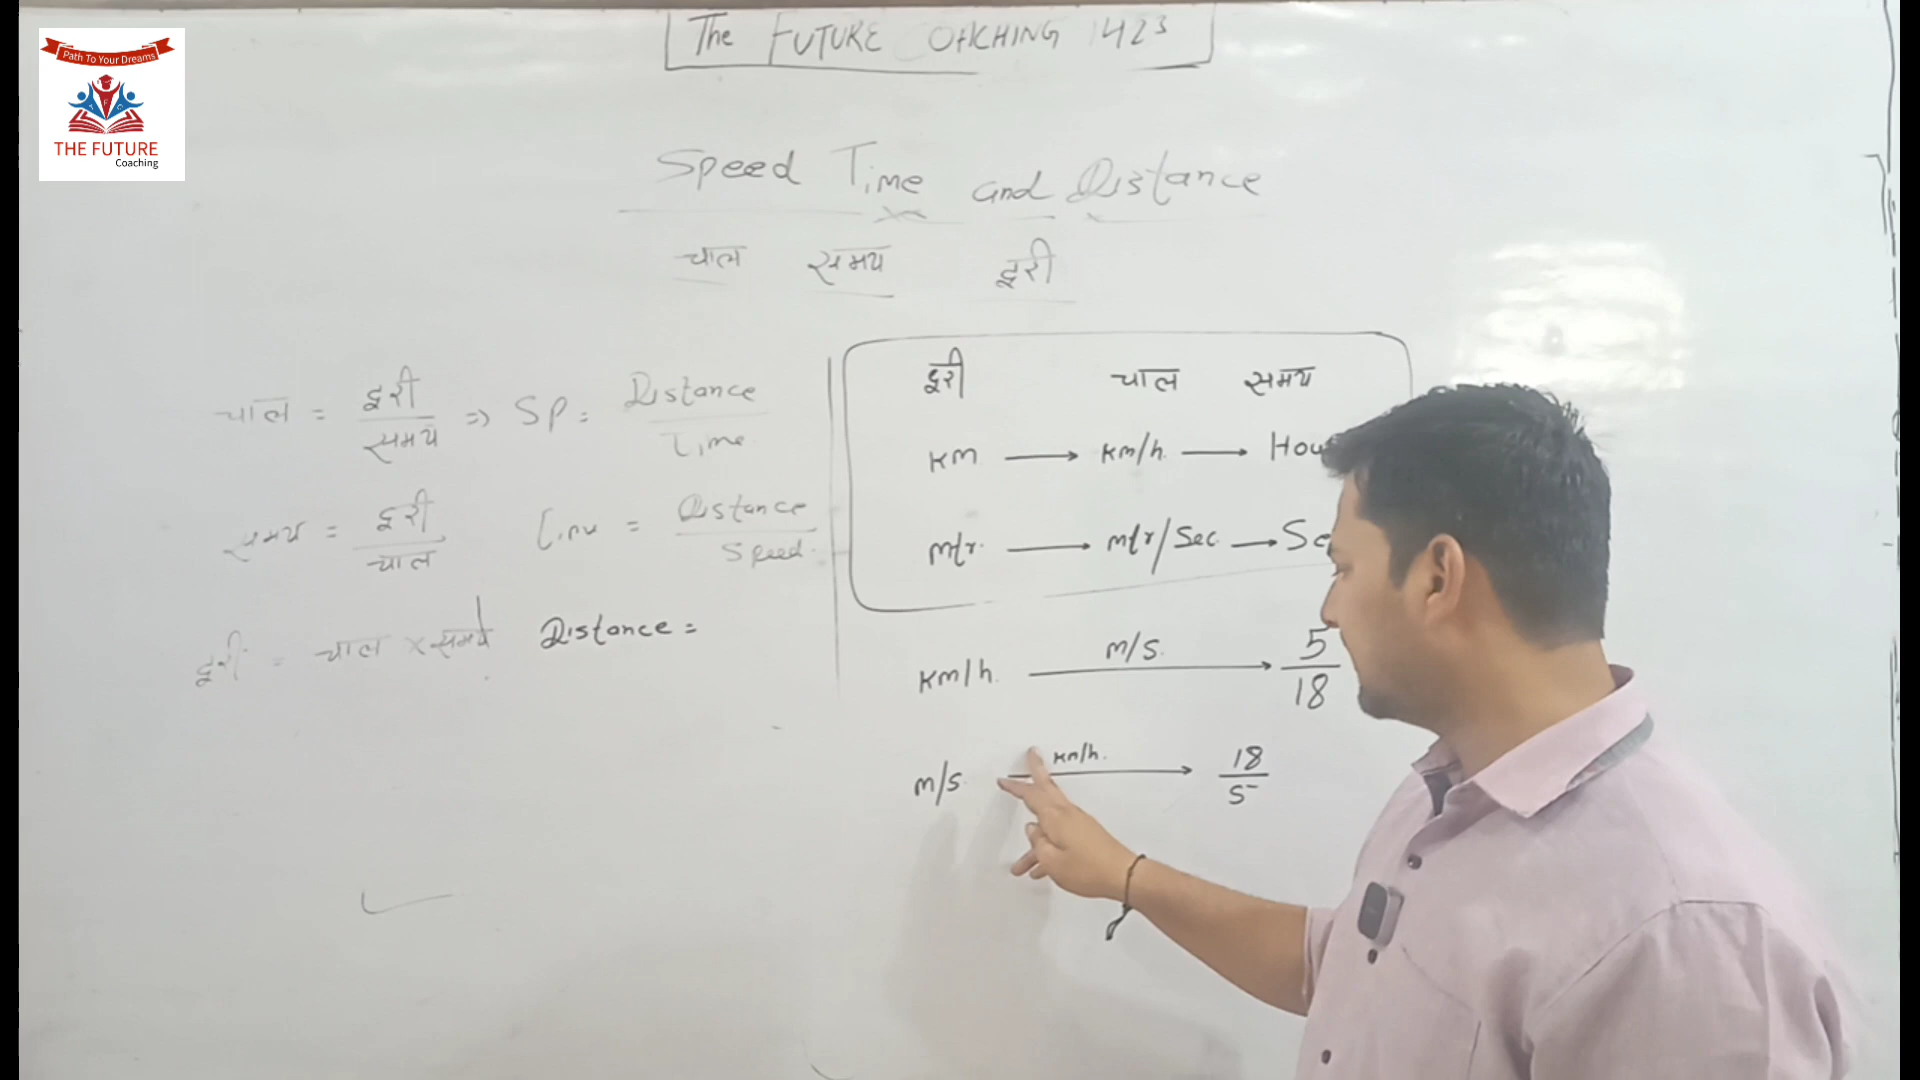 Path To Your Dreams
THE FUTURE
Coaching
The FUTURE COACHING 1423
Speed Time and Distance
चाल समय दूरी
चाल = दूरी / समय => SP = Distance / Time
समय = दूरी / चाल Time = Distance / Speed
दूरी = चाल × समय Distance =
दूरी चाल समय
KM → Km/h. → Hou
mtr. → mtr/Sec → Se
Km/h. → m/s. 5/18
m/s → Km/h. 18/5